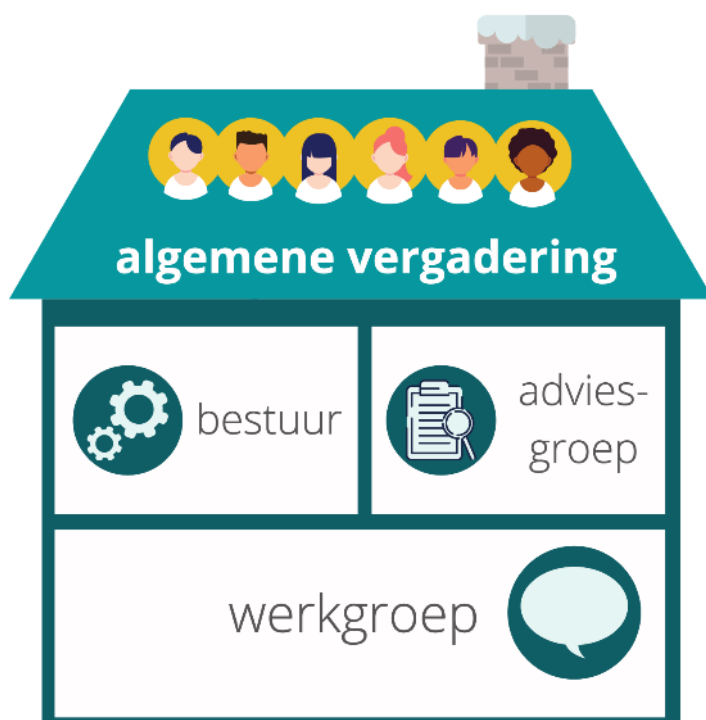 algemene vergadering
bestuur
advies-
groep
werkgroep